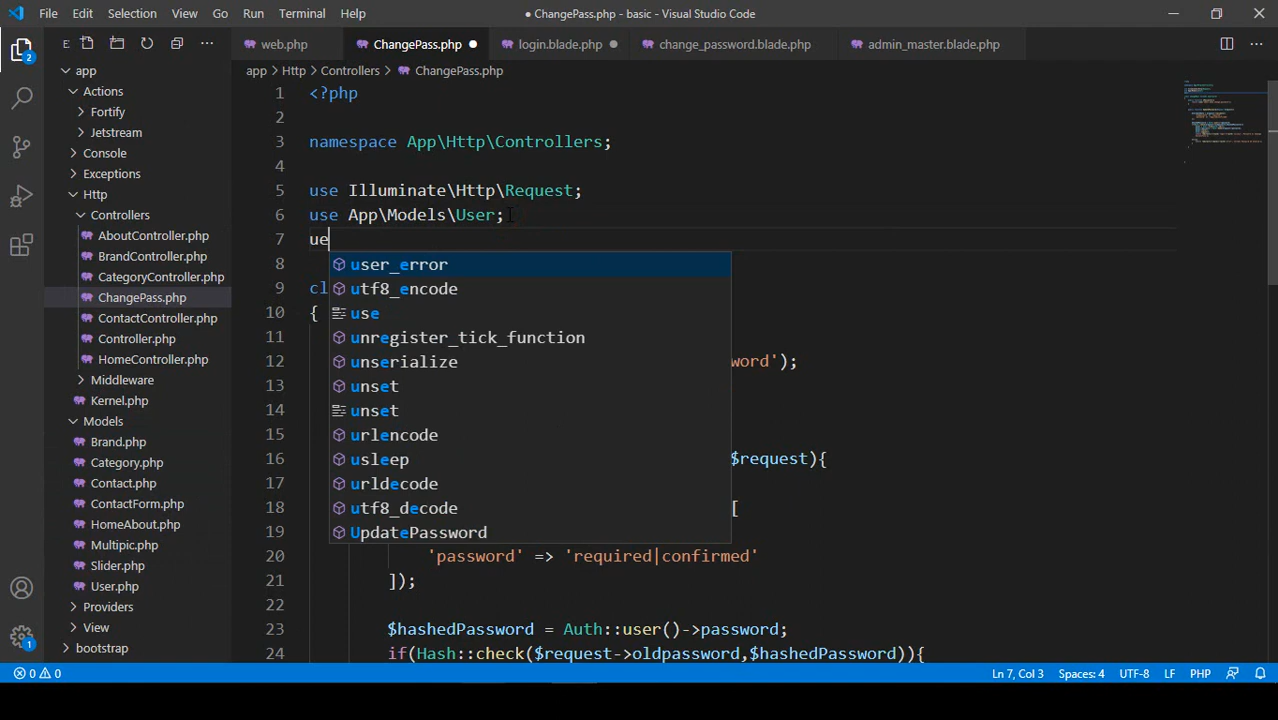 File Edit Selection View Go Run Terminal Help
● ChangePass.php - basic - Visual Studio Code
E
web.php ChangePass.php login.blade.php change_password.blade.php admin_master.blade.php
app > Http > Controllers > ChangePass.php
app
Actions
Fortify
Jetstream
Console
Exceptions
Http
Controllers
AboutController.php
BrandController.php
CategoryController.php
ChangePass.php
ContactController.php
Controller.php
HomeController.php
Middleware
Kernel.php
Models
Brand.php
Category.php
Contact.php
ContactForm.php
HomeAbout.php
Multipic.php
Slider.php
User.php
Providers
View
bootstrap
2
1
1 <?php
2
3 namespace App\Http\Controllers;
4
5 use Illuminate\Http\Request;
6 use App\Models\User;
7 ue
8
9 cl
10 {
11
12 word');
13
14
15
16 $request){
17
18 [
19
20 'password' => 'required|confirmed'
21 ]);
22
23 $hashedPassword = Auth::user()->password;
24 if(Hash::check($request->oldpassword,$hashedPassword)){
user_error
utf8_encode
use
unregister_tick_function
unserialize
unset
unset
urlencode
usleep
urldecode
utf8_decode
UpdatePassword
0 0 Ln 7, Col 3 Spaces: 4 UTF-8 LF PHP